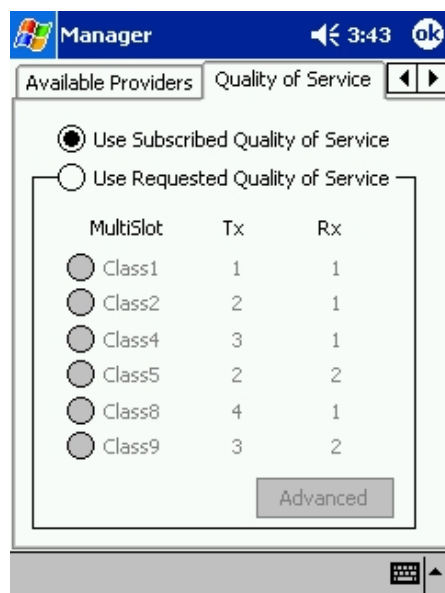 Manager 3:43 ok
Available Providers Quality of Service
Use Subscribed Quality of Service
Use Requested Quality of Service
MultiSlot Tx Rx
Class1 1 1
Class2 2 1
Class4 3 1
Class5 2 2
Class8 4 1
Class9 3 2
Advanced